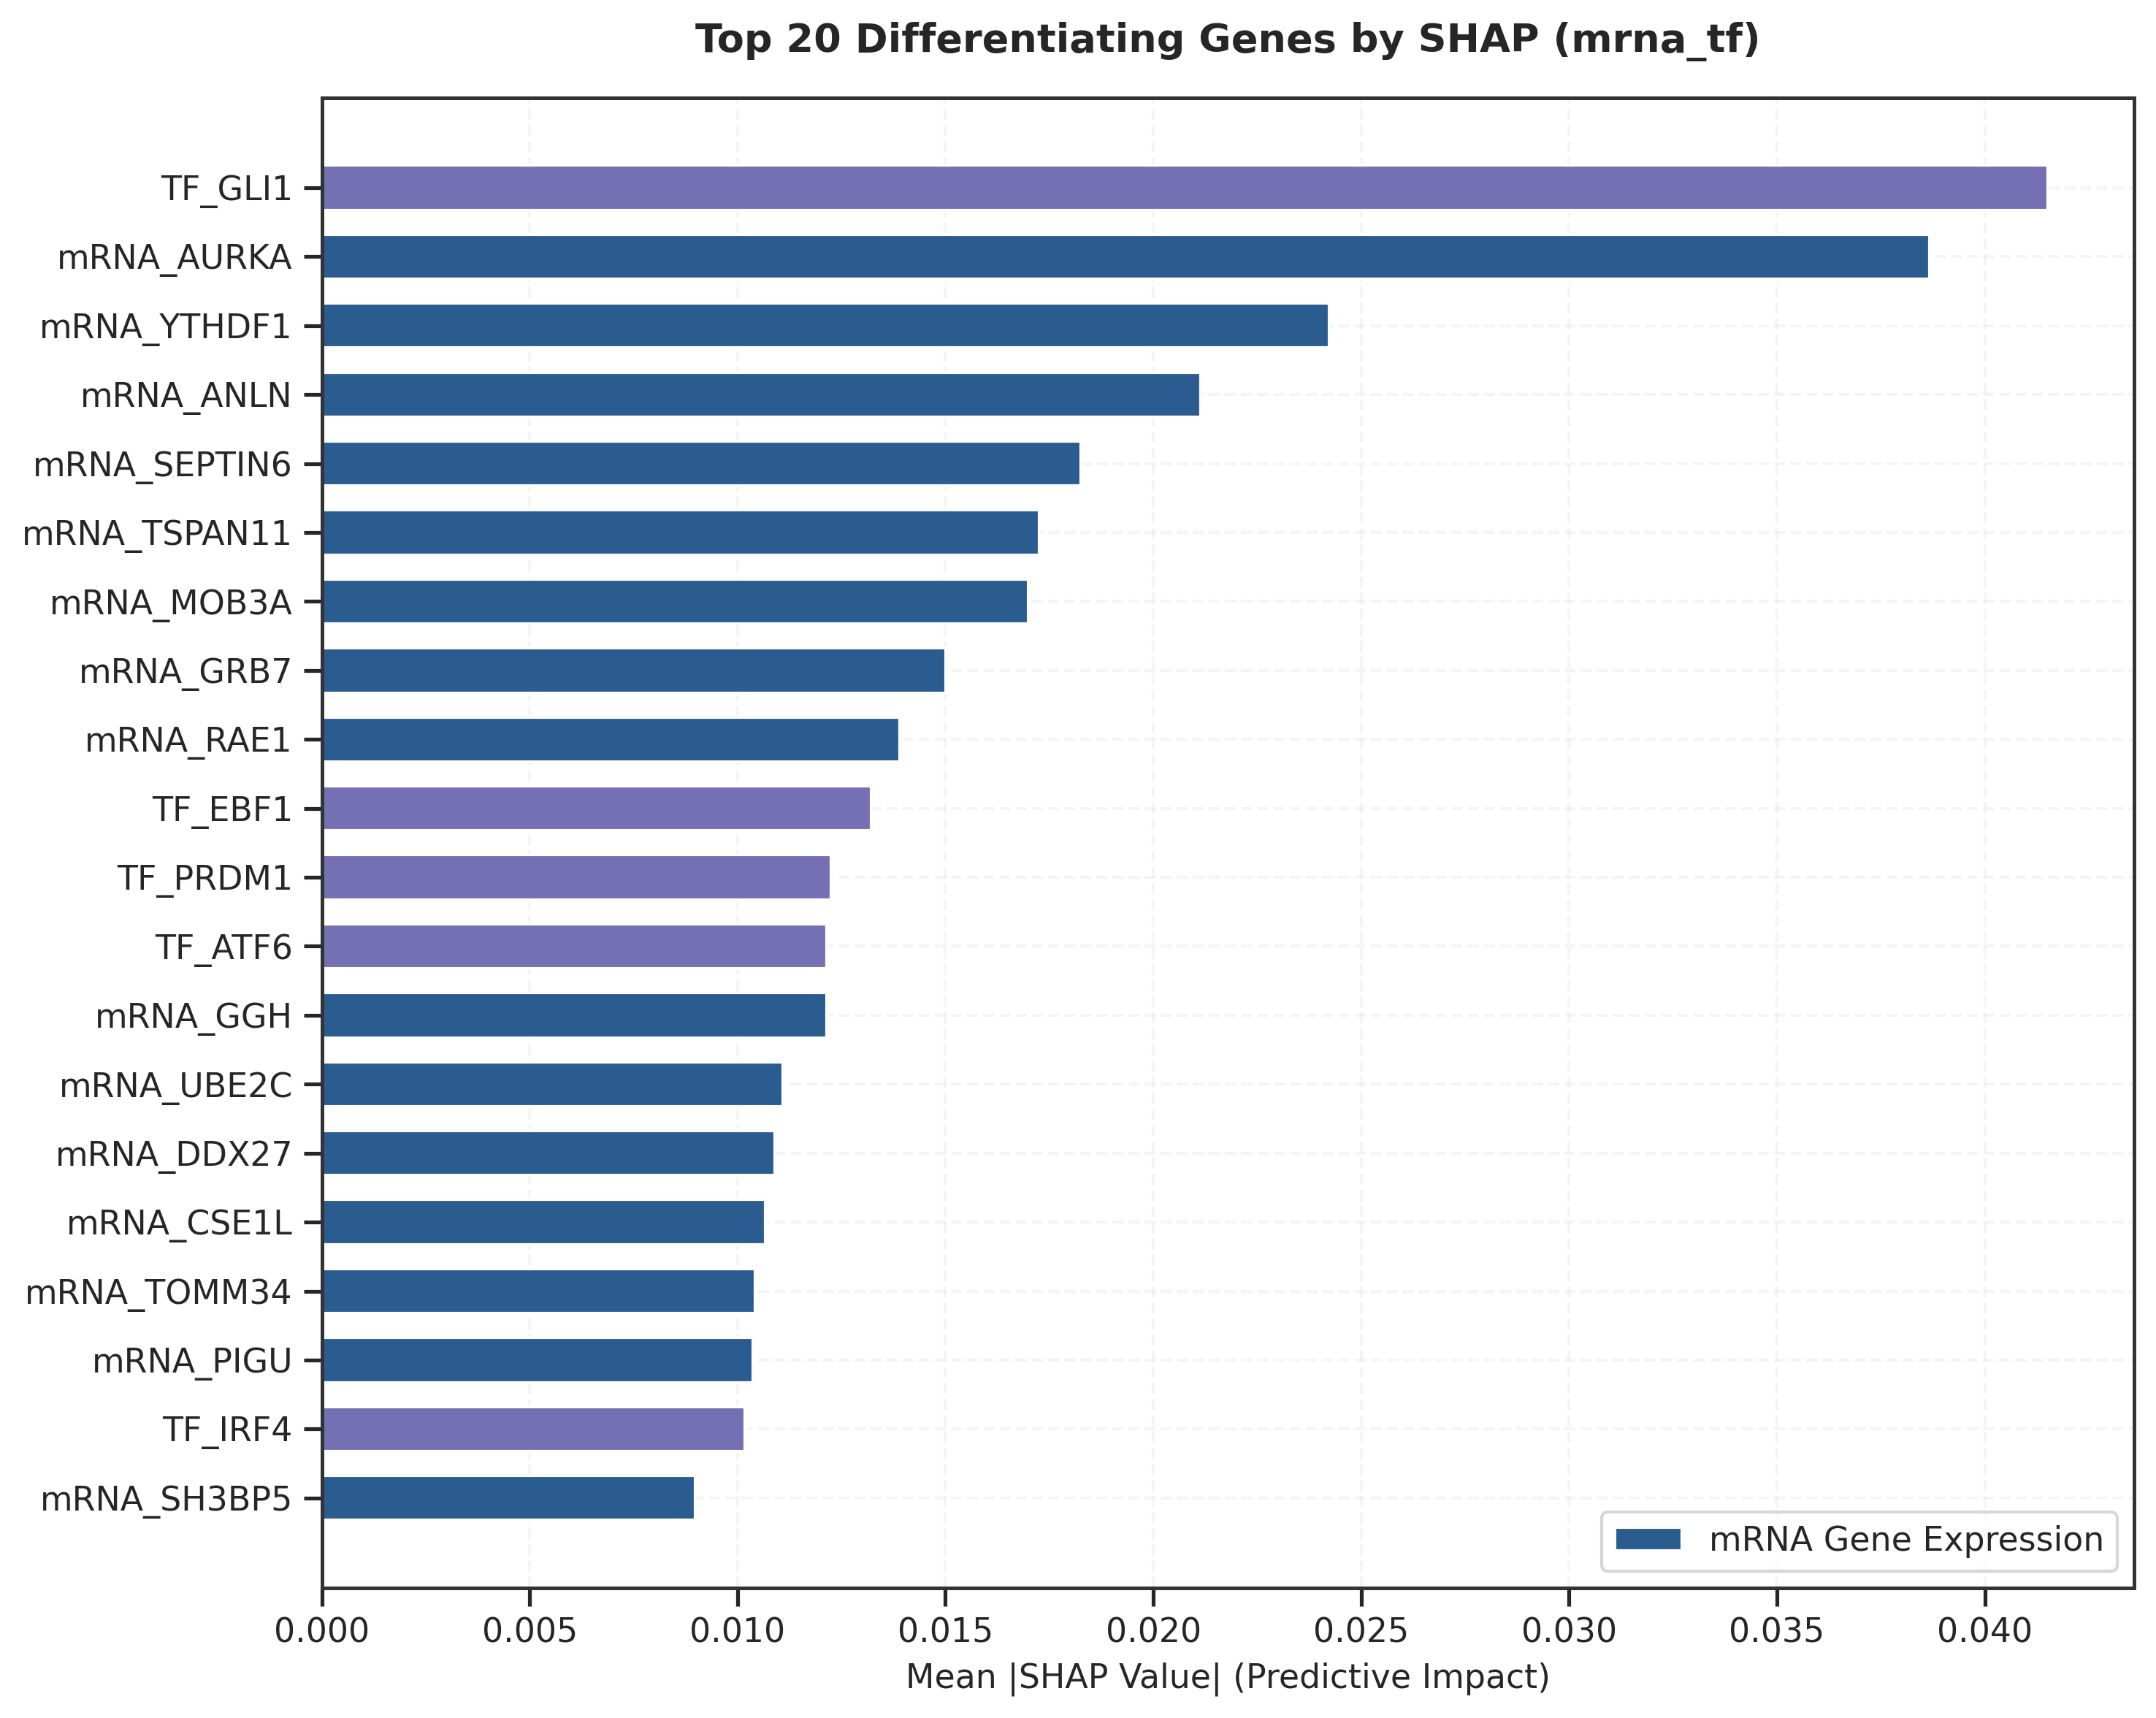 Top 20 Differentiating Genes by SHAP (mrna_tf)
TF_GLI1
mRNA_AURKA
mRNA_YTHDF1
mRNA_ANLN
mRNA_SEPTIN6
mRNA_TSPAN11
mRNA_MOB3A
mRNA_GRB7
mRNA_RAE1
TF_EBF1
TF_PRDM1
TF_ATF6
mRNA_GGH
mRNA_UBE2C
mRNA_DDX27
mRNA_CSE1L
mRNA_TOMM34
mRNA_PIGU
TF_IRF4
mRNA_SH3BP5
mRNA Gene Expression
0.000 0.005 0.010 0.015 0.020 0.025 0.030 0.035 0.040
Mean |SHAP Value| (Predictive Impact)